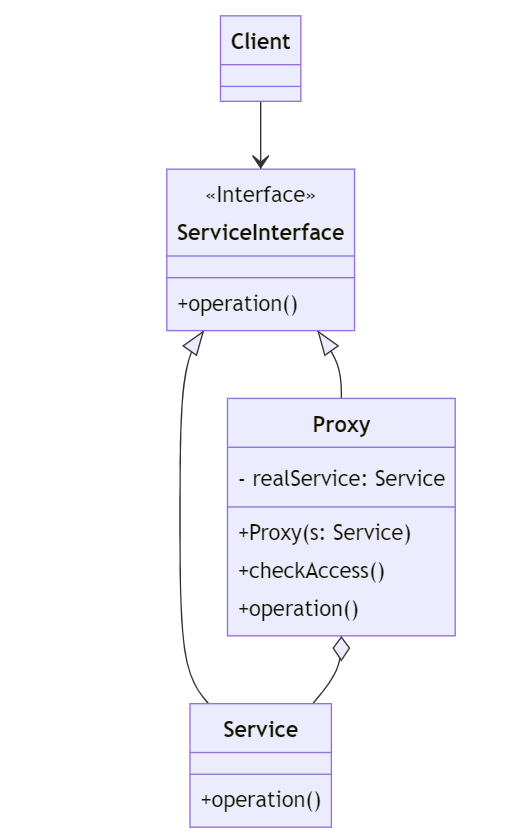 Client
«Interface»
ServiceInterface
+operation()
Proxy
- realService: Service
+Proxy(s: Service)
+checkAccess()
+operation()
Service
+operation()